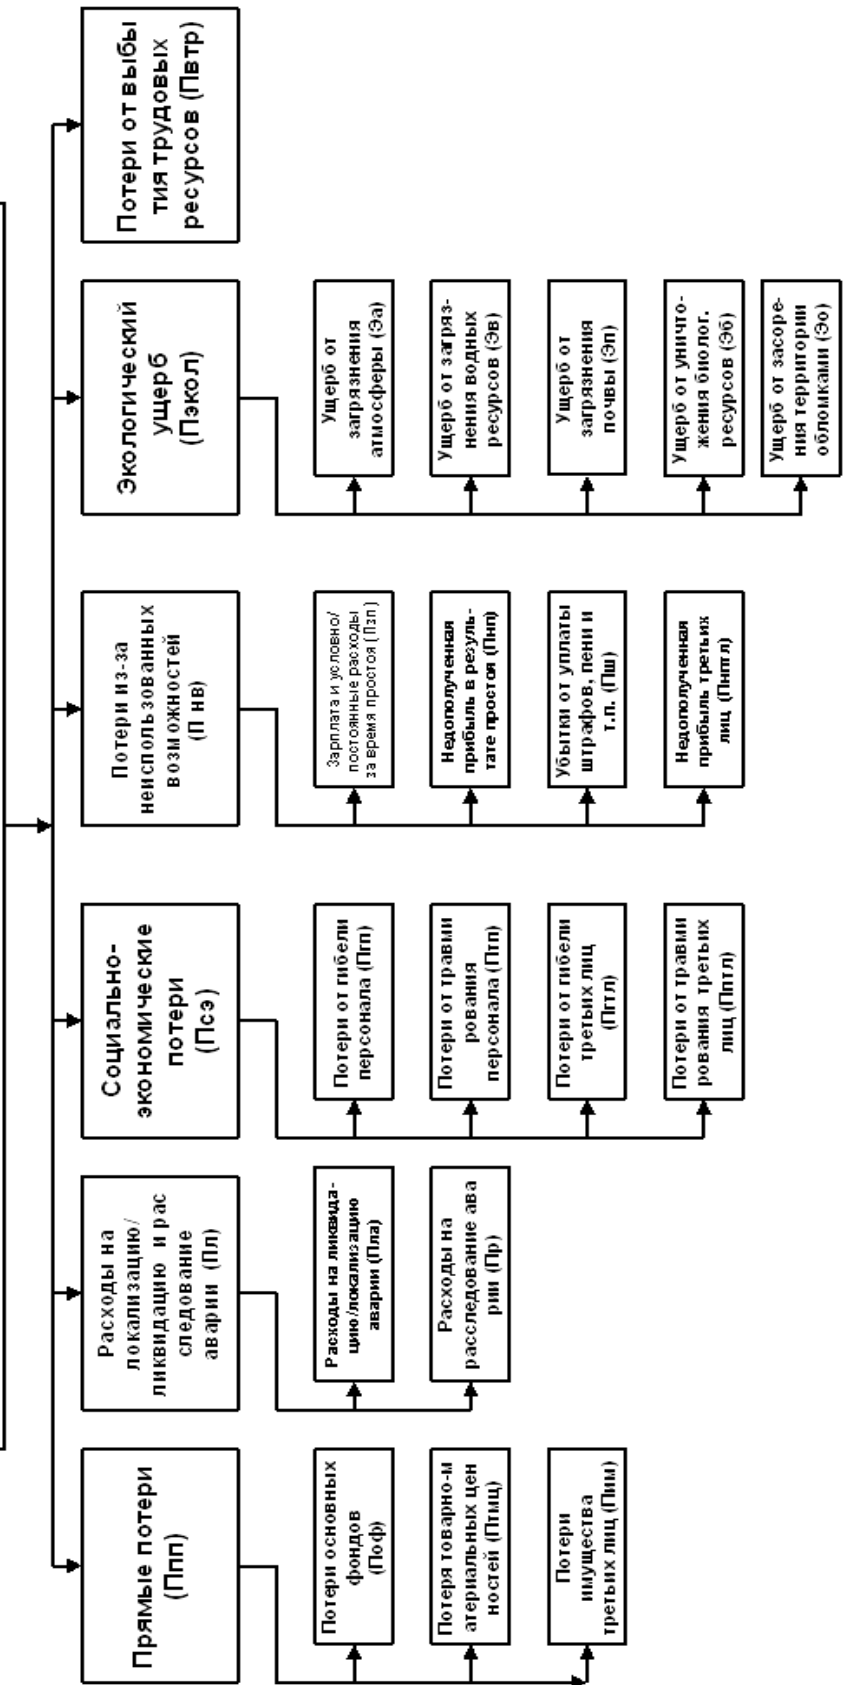 Прямые потери
(Ппп)
Расходы на
локализацию/
ликвидацию и рас
следование
аварии (Пл)
Социально-
экономические
потери
(Псэ)
Потери из-за
неиспользованных
возможностей
(П нв)
Экологический
ущерб
(Пэкол)
Потери от выбы
тия трудовых
ресурсов (Пвтр)
Потери основных
фондов
(Поф)
Потеря товарно-м
атериальных цен
ностей (Птмц)
Потери
имущества
третьих лиц (Пим)
Расходы на ликвида-
цию/локализацию
аварии (Пла)
Расходы на
расследование ава
рии (Пр)
Потери от гибели
персонала (Пгп)
Потери от травми
рования
персонала (Птп)
Потери от гибели
третьих лиц
(Пгтл)
Потери от травми
рования третьих
лиц (Пптл)
Зарплата и условно/
постоянные расходы
за время простоя (Пзп)
Недополученная
прибыль в резуль-
тате простоя (Пнп)
Убытки от уплаты
штрафов, пени и
т.п. (Пш)
Недополученная
прибыль третьих
лиц (Пнптл)
Ущерб от
загрязнения
атмосферы (Эа)
Ущерб от загряз-
нения водных
ресурсов (Эв)
Ущерб от
загрязнения
почвы (Эп)
Ущерб от уничто-
жения биолог.
ресурсов (Эб)
Ущерб от засоре-
ния территории
обломками (Эо)